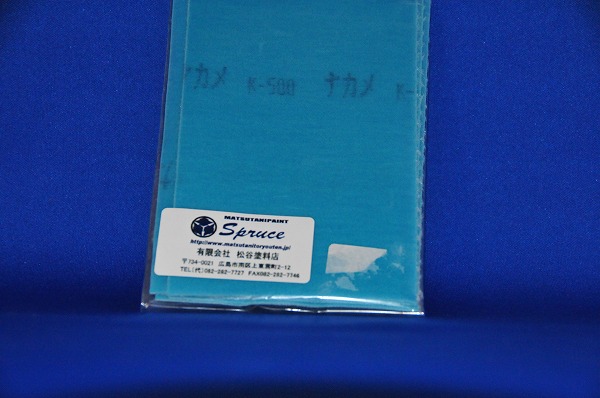 ナカメ K-500 ナカメ K-
MATSUTANIPAINT
Spruce
http://www.matsutanitoryouten.jp/
有限会社 松谷塗料店
〒734-0021 広島市南区上東雲町2-12
TEL(代)082-282-7727 FAX082-282-7746